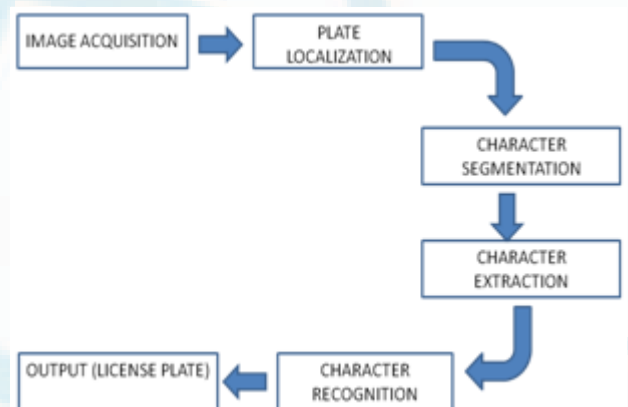 IMAGE ACQUISITION
PLATE
LOCALIZATION
CHARACTER
SEGMENTATION
CHARACTER
EXTRACTION
CHARACTER
RECOGNITION
OUTPUT (LICENSE PLATE)